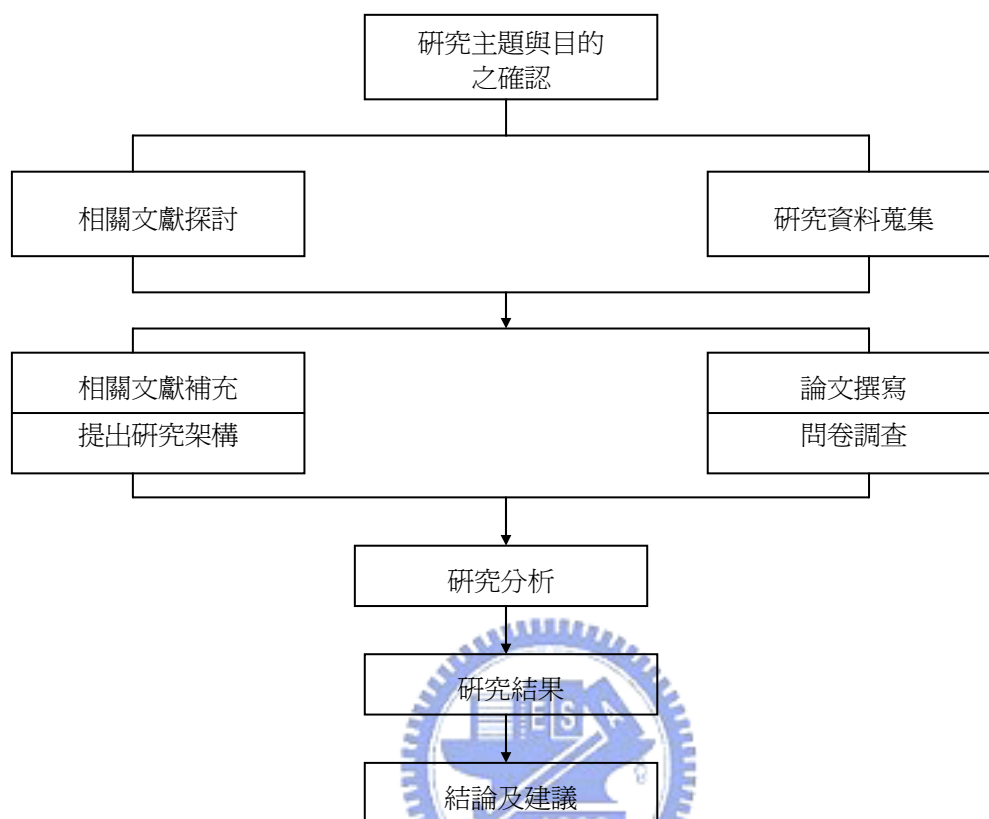 研究主題與目的
之確認
相關文獻探討
研究資料蒐集
相關文獻補充
提出研究架構
論文撰寫
問卷調查
研究分析
研究結果
ESA
結論及建議